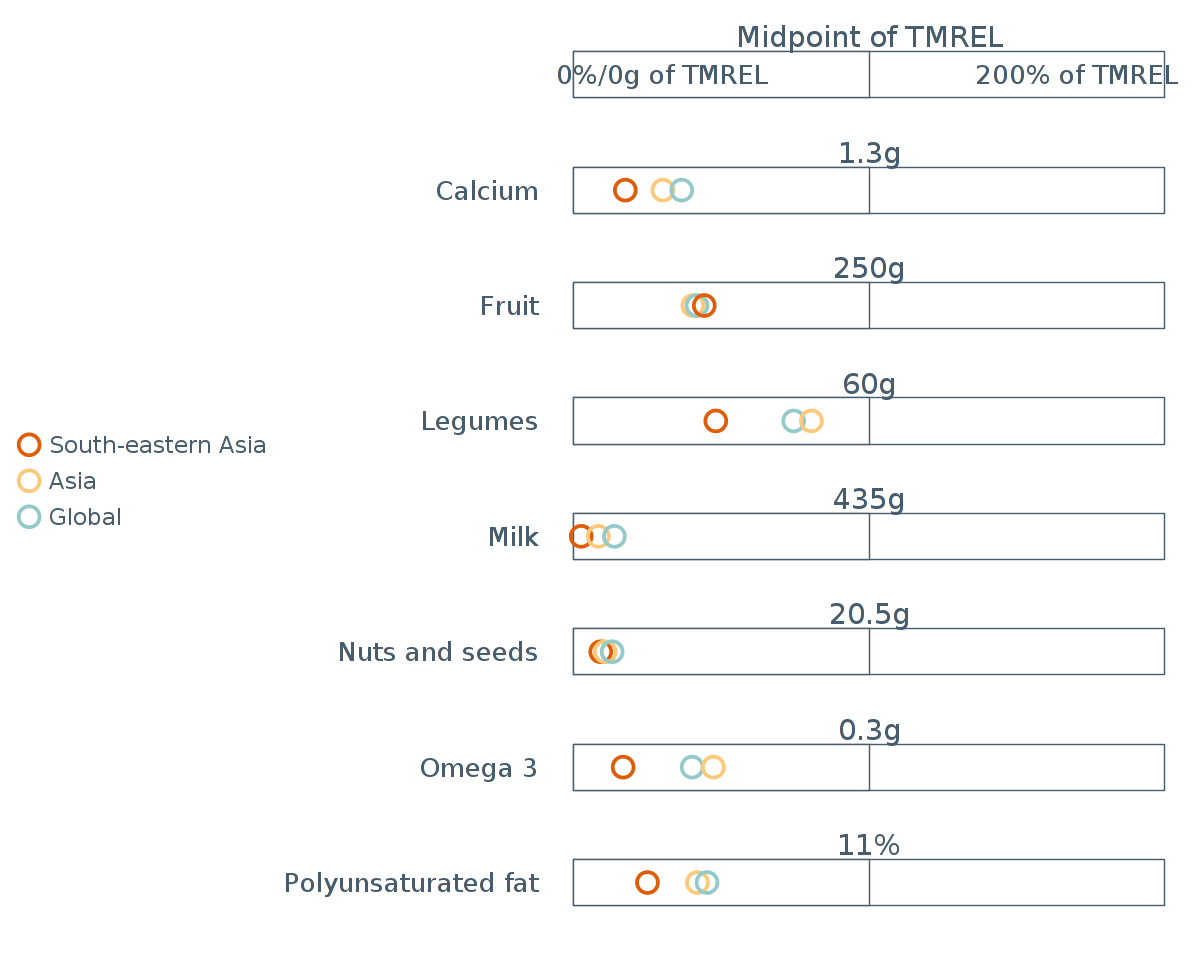 Midpoint of TMREL
0%/0g of TMREL
200% of TMREL
1.3g
Calcium
250g
Fruit
60g
Legumes
South-eastern Asia
Asia
Global
435g
Milk
20.5g
Nuts and seeds
0.3g
Omega 3
11%
Polyunsaturated fat